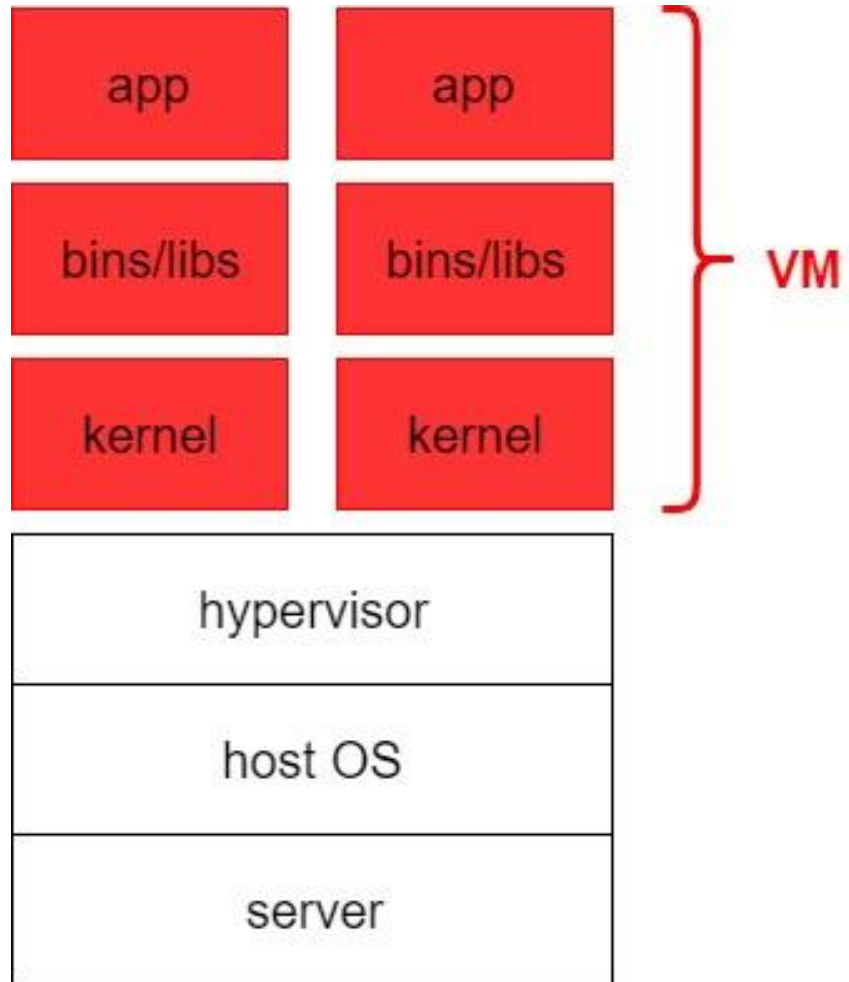 app app
bins/libs bins/libs
VM
kernel kernel
hypervisor
host OS
server